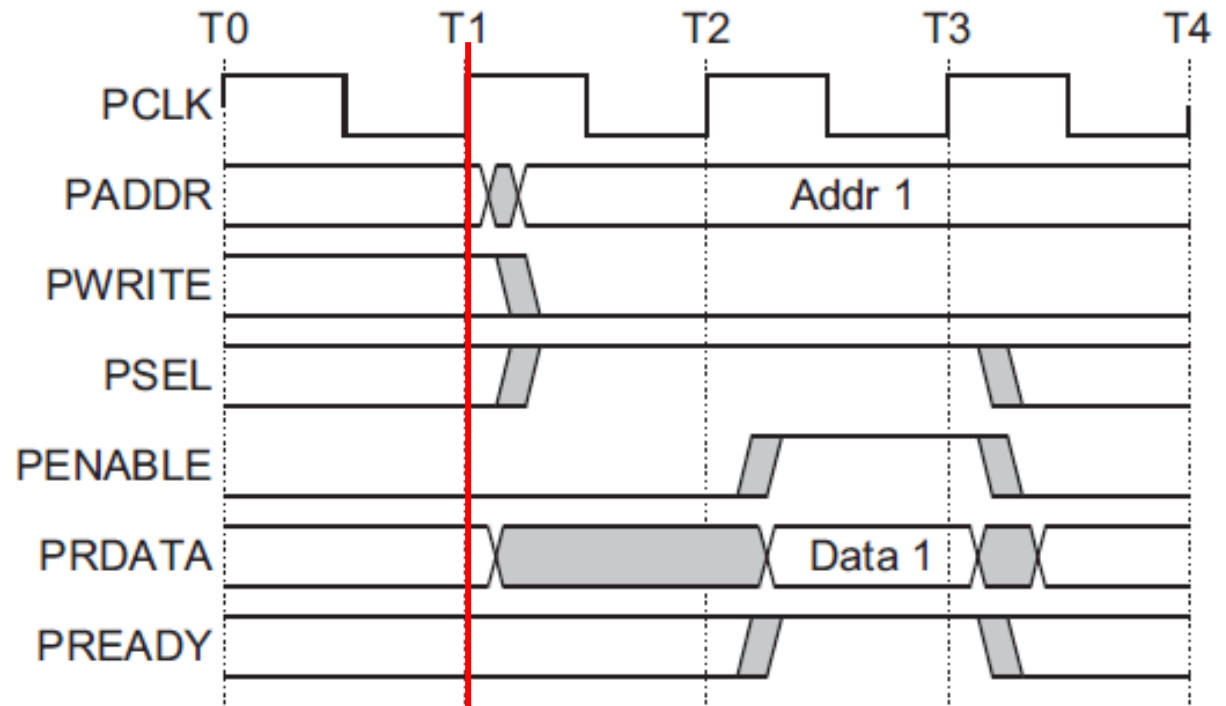 T0 T1 T2 T3 T4
PCLK
PADDR Addr 1
PWRITE
PSEL
PENABLE
PRDATA Data 1
PREADY